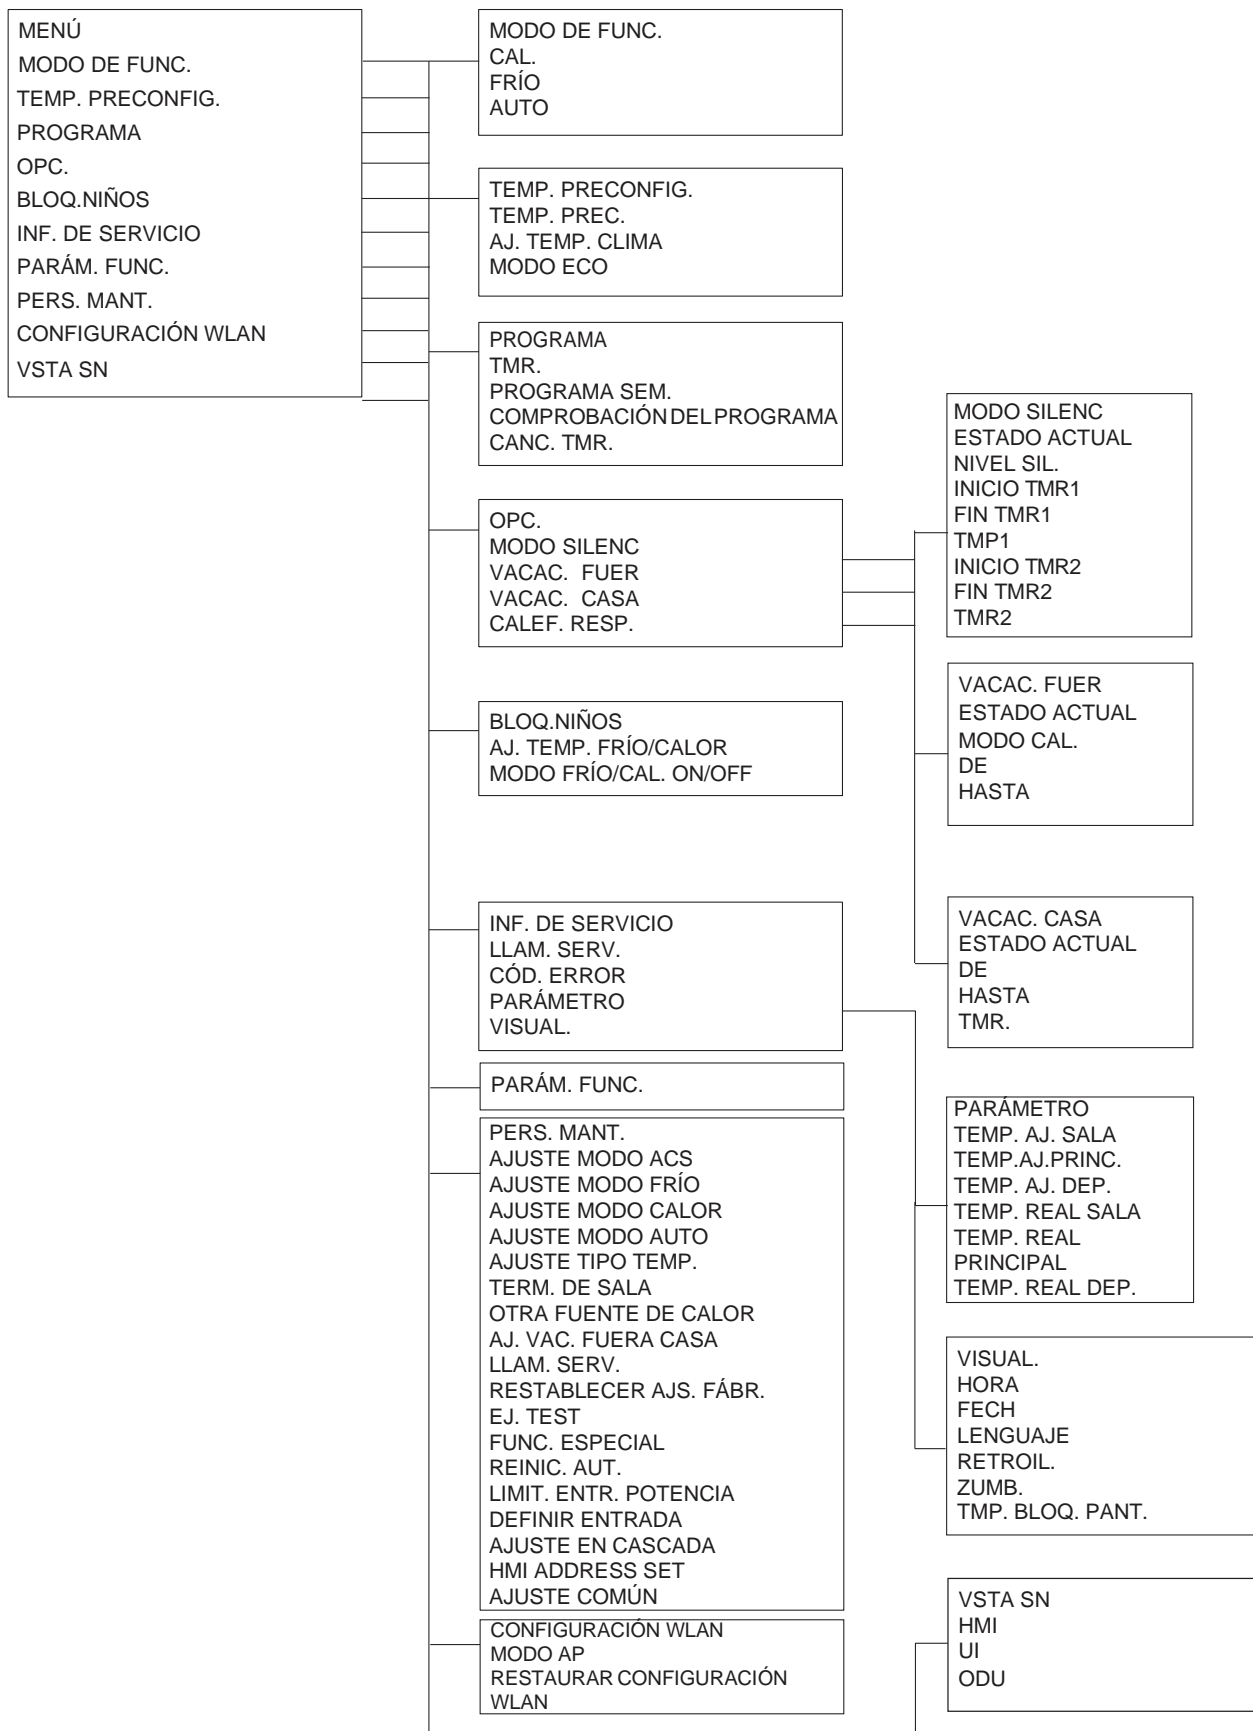 MENÚ
MODO DE FUNC.
TEMP. PRECONFIG.
PROGRAMA
OPC.
BLOQ.NIÑOS
INF. DE SERVICIO
PARÁM. FUNC.
PERS. MANT.
CONFIGURACIÓN WLAN
VSTA SN
MODO DE FUNC.
CAL.
FRÍO
AUTO
TEMP. PRECONFIG.
TEMP. PREC.
AJ. TEMP. CLIMA
MODO ECO
PROGRAMA
TMR.
PROGRAMA SEM.
COMPROBACIÓN DEL PROGRAMA
CANC. TMR.
OPC.
MODO SILENC
VACAC. FUER
VACAC. CASA
CALEF. RESP.
BLOQ.NIÑOS
AJ. TEMP. FRÍO/CALOR
MODO FRÍO/CAL. ON/OFF
INF. DE SERVICIO
LLAM. SERV.
CÓD. ERROR
PARÁMETRO
VISUAL.
PARÁM. FUNC.
PERS. MANT.
AJUSTE MODO ACS
AJUSTE MODO FRÍO
AJUSTE MODO CALOR
AJUSTE MODO AUTO
AJUSTE TIPO TEMP.
TERM. DE SALA
OTRA FUENTE DE CALOR
AJ. VAC. FUERA CASA
LLAM. SERV.
RESTABLECER AJS. FÁBR.
EJ. TEST
FUNC. ESPECIAL
REINIC. AUT.
LIMIT. ENTR. POTENCIA
DEFINIR ENTRADA
AJUSTE EN CASCADA
HMI ADDRESS SET
AJUSTE COMÚN
CONFIGURACIÓN WLAN
MODO AP
RESTAURAR CONFIGURACIÓN
WLAN
MODO SILENC
ESTADO ACTUAL
NIVEL SIL.
INICIO TMR1
FIN TMR1
TMP1
INICIO TMR2
FIN TMR2
TMR2
VACAC. FUER
ESTADO ACTUAL
MODO CAL.
DE
HASTA
VACAC. CASA
ESTADO ACTUAL
DE
HASTA
TMR.
PARÁMETRO
TEMP. AJ. SALA
TEMP.AJ.PRINC.
TEMP. AJ. DEP.
TEMP. REAL SALA
TEMP. REAL
PRINCIPAL
TEMP. REAL DEP.
VISUAL.
HORA
FECH
LENGUAJE
RETROIL.
ZUMB.
TMP. BLOQ. PANT.
VSTA SN
HMI
UI
ODU